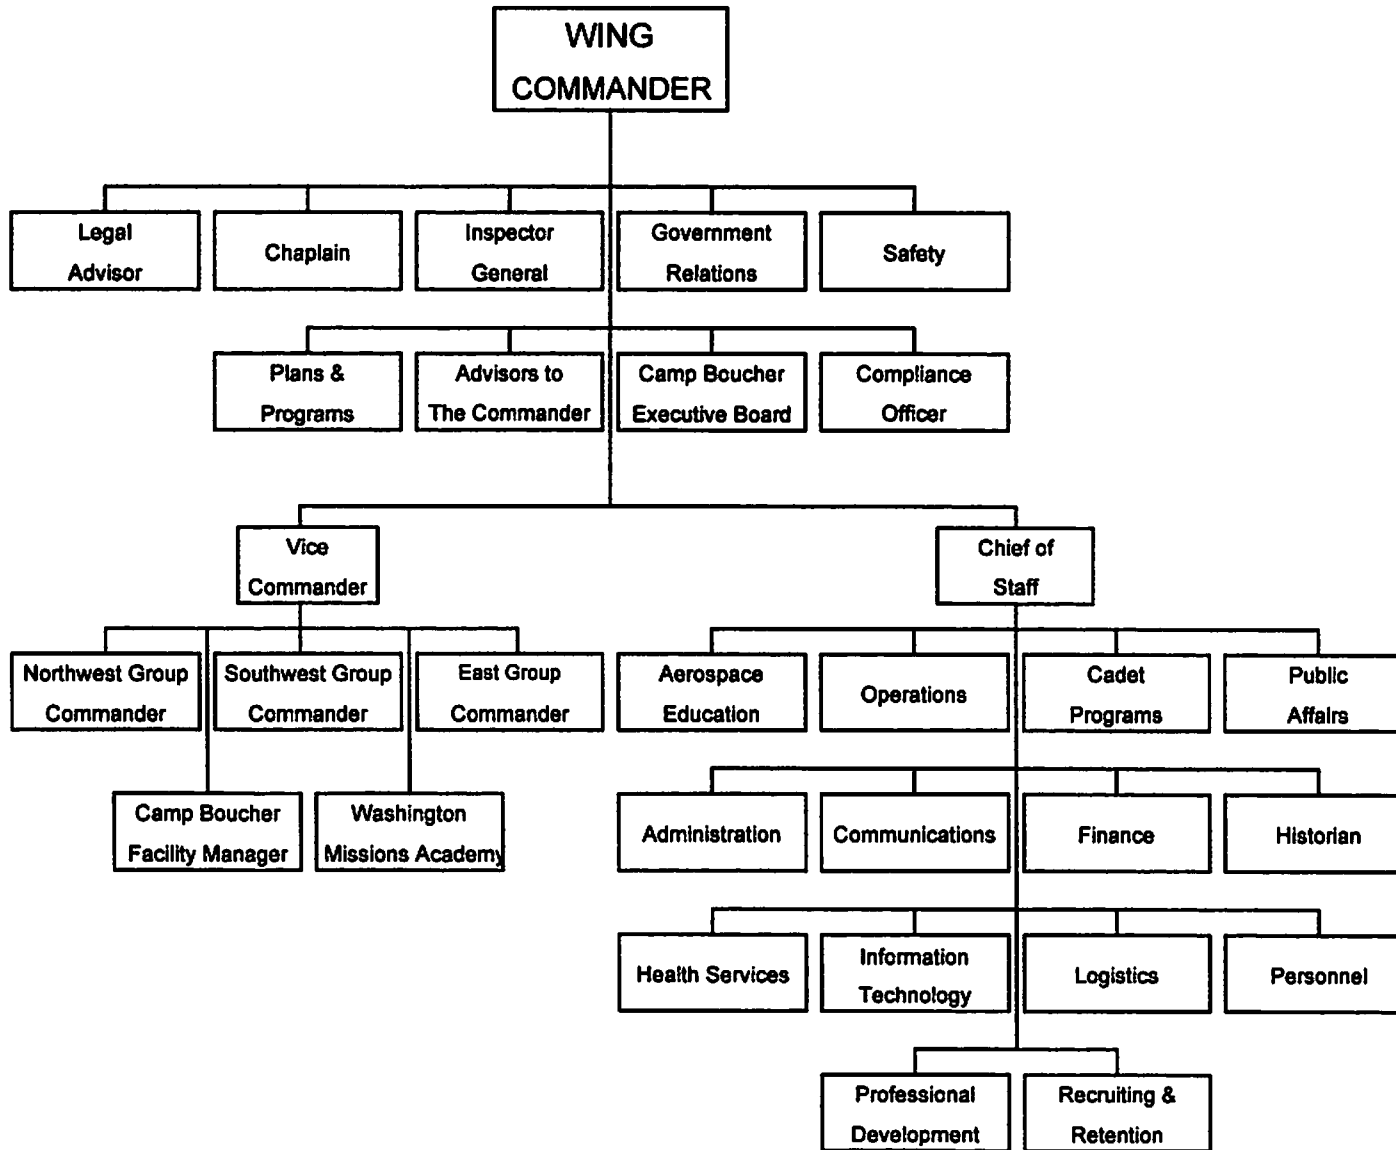 WING
COMMANDER
Legal
Advisor
Chaplain
Inspector
General
Government
Relations
Safety
Plans &
Programs
Advisors to
The Commander
Camp Boucher
Executive Board
Compliance
Officer
Vice
Commander
Chief of
Staff
Northwest Group
Commander
Southwest Group
Commander
East Group
Commander
Camp Boucher
Facility Manager
Washington
Missions Academy
Aerospace
Education
Operations
Cadet
Programs
Public
Affairs
Administration
Communications
Finance
Historian
Health Services
Information
Technology
Logistics
Personnel
Professional
Development
Recruiting &
Retention